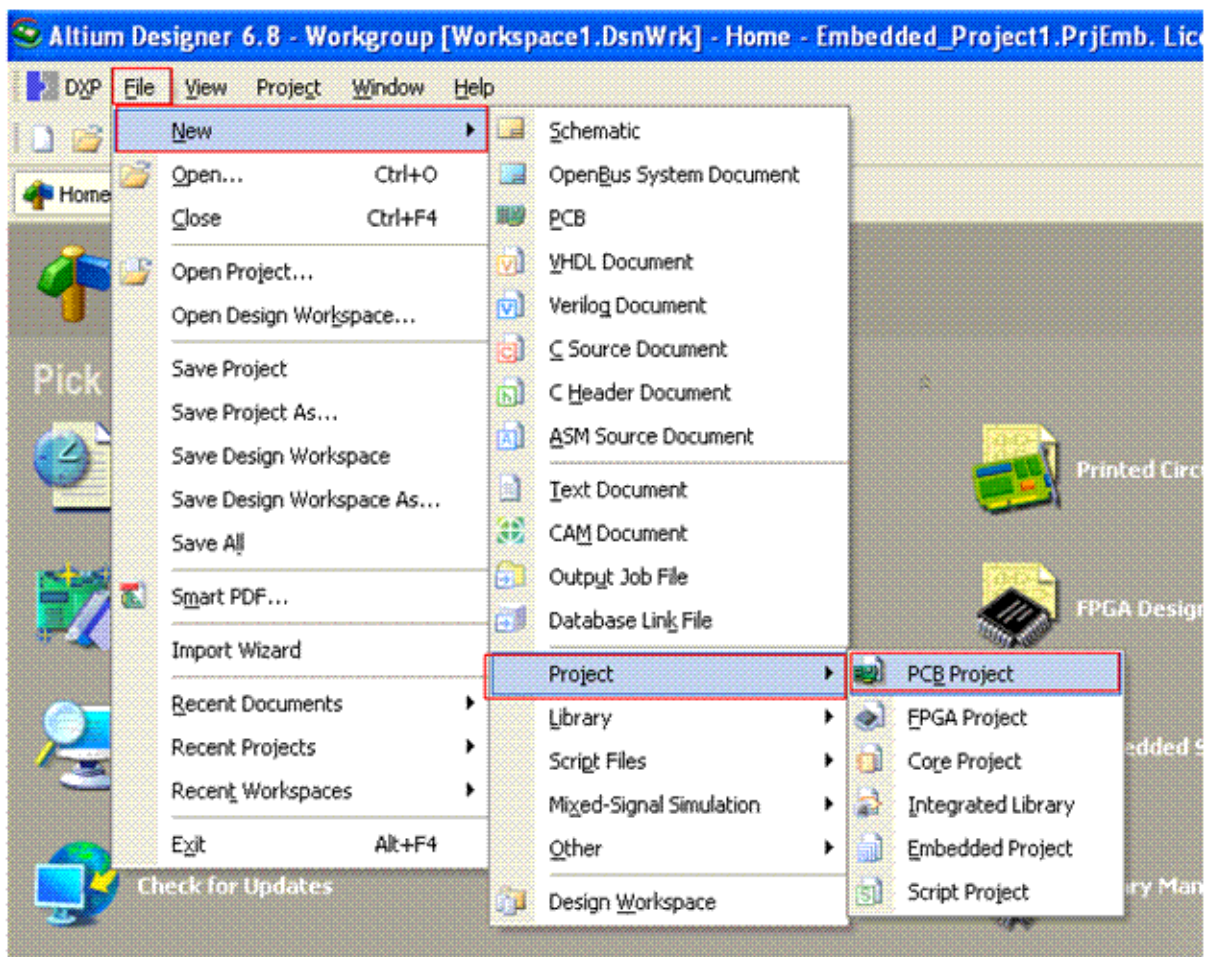 Altium Designer 6.8 - Workgroup [Workspace1.DsnWrk] - Home - Embedded_Project1.PrjEmb.
DXP File View Project Window Help
Home
Pick
New
Open... Ctrl+O
Close Ctrl+F4
Open Project...
Open Design Workspace...
Save Project
Save Project As...
Save Design Workspace
Save Design Workspace As...
Save All
Smart PDF...
Import Wizard
Recent Documents
Recent Projects
Recent Workspaces
Exit Alt+F4
Check for Updates
Schematic
OpenBus System Document
PCB
VHDL Document
Verilog Document
C Source Document
C Header Document
ASM Source Document
Text Document
CAM Document
Output Job File
Database Link File
Project
Library
Script Files
Mixed-Signal Simulation
Other
Design Workspace
PCB Project
FPGA Project
Core Project
Integrated Library
Embedded Project
Script Project
Printed Circ
FPGA Design
edded S
ry Man